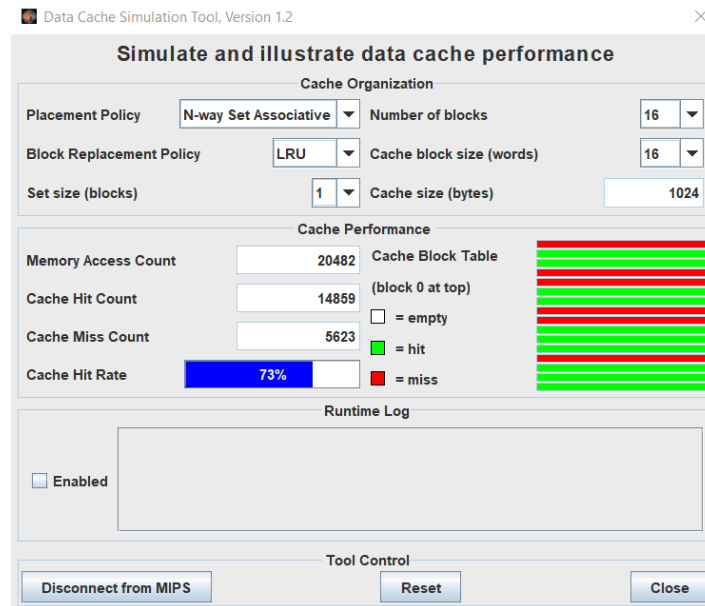 Data Cache Simulation Tool, Version 1.2
Simulate and illustrate data cache performance
Cache Organization
Placement Policy N-way Set Associative Number of blocks 16
Block Replacement Policy LRU Cache block size (words) 16
Set size (blocks) 1 Cache size (bytes) 1024
Cache Performance
Memory Access Count 20482 Cache Block Table
(block 0 at top)
Cache Hit Count 14859
= empty
Cache Miss Count 5623
= hit
Cache Hit Rate 73%
= miss
Runtime Log
Enabled
Tool Control
Disconnect from MIPS Reset Close